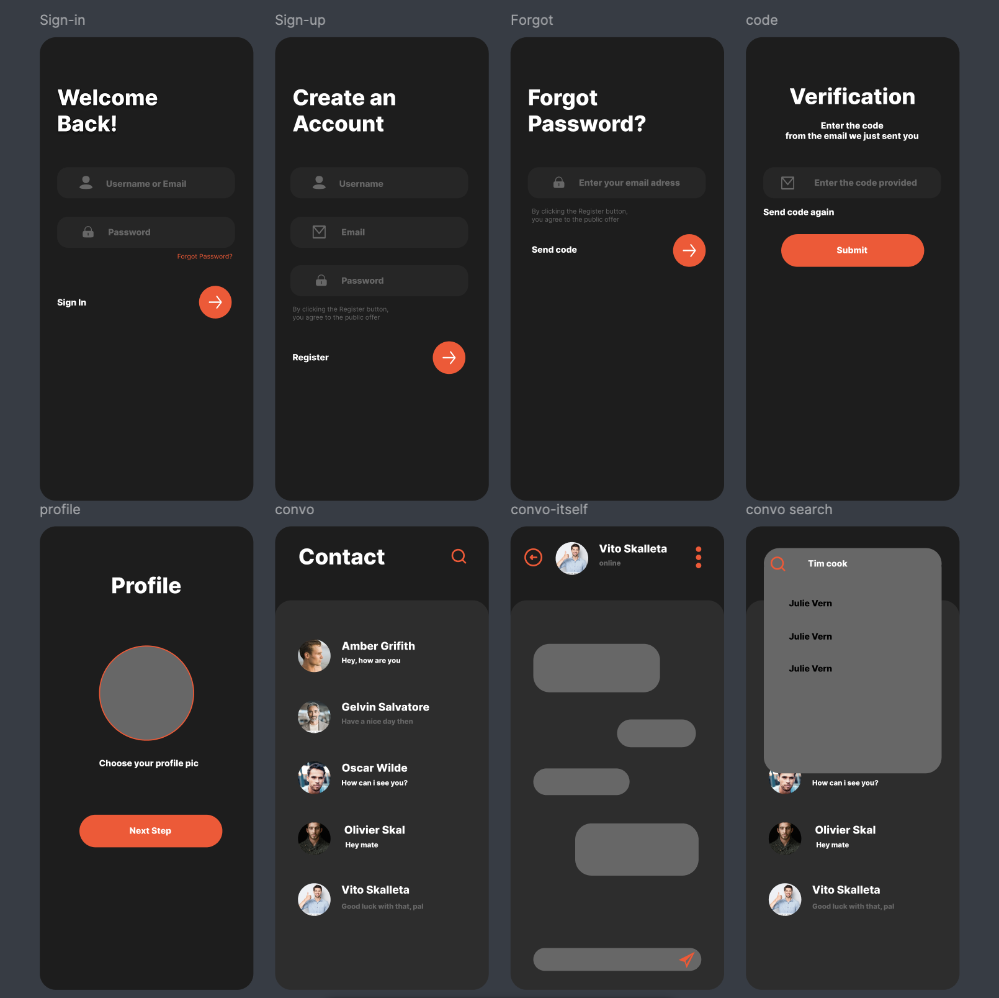 Sign-in
Sign-up
Forgot
code
Welcome
Back!
Username or Email
Password
Forgot Password?
Sign In
Create an
Account
Username
Email
Password
By clicking the Register button,
you agree to the public offer
Register
Forgot
Password?
Enter your email adress
By clicking the Register button,
you agree to the public offer
Send code
Verification
Enter the code
from the email we just sent you
Enter the code provided
Send code again
Submit
profile
convo
convo-itself
convo search
Profile
Choose your profile pic
Next Step
Contact
Amber Grifith
Hey, how are you
Gelvin Salvatore
Have a nice day then
Oscar Wilde
How can i see you?
Olivier Skal
Hey mate
Vito Skalleta
Good luck with that, pal
Vito Skalleta
online
Tim cook
Julie Vern
Julie Vern
Julie Vern
How can i see you?
Olivier Skal
Hey mate
Vito Skalleta
Good luck with that, pal